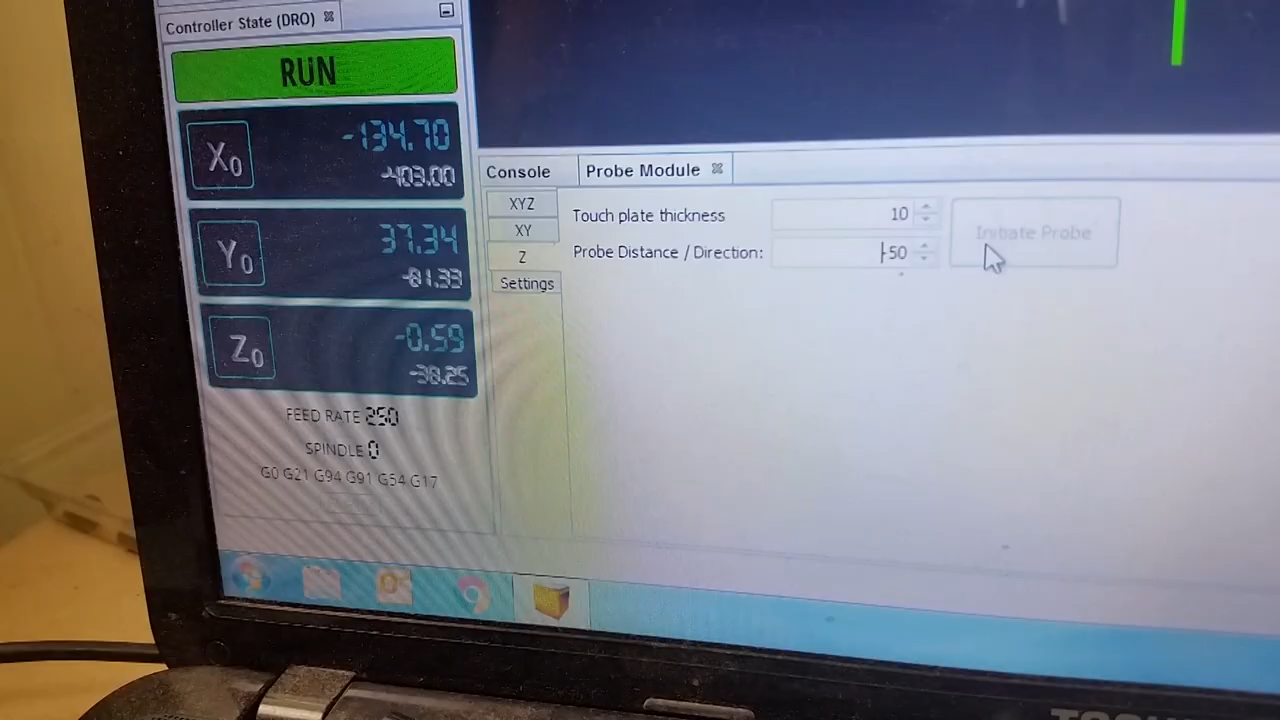 Controller State (DRO)
RUN
X0
-134.70
-403.00
Y0
37.34
-81.33
Z0
-0.59
-38.25
FEED RATE 250
SPINDLE 0
G0 G21 G94 G91 G54 G17
Console
Probe Module
XYZ
XY
Z
Settings
Touch plate thickness
10
Probe Distance / Direction:
-50
Initiate Probe